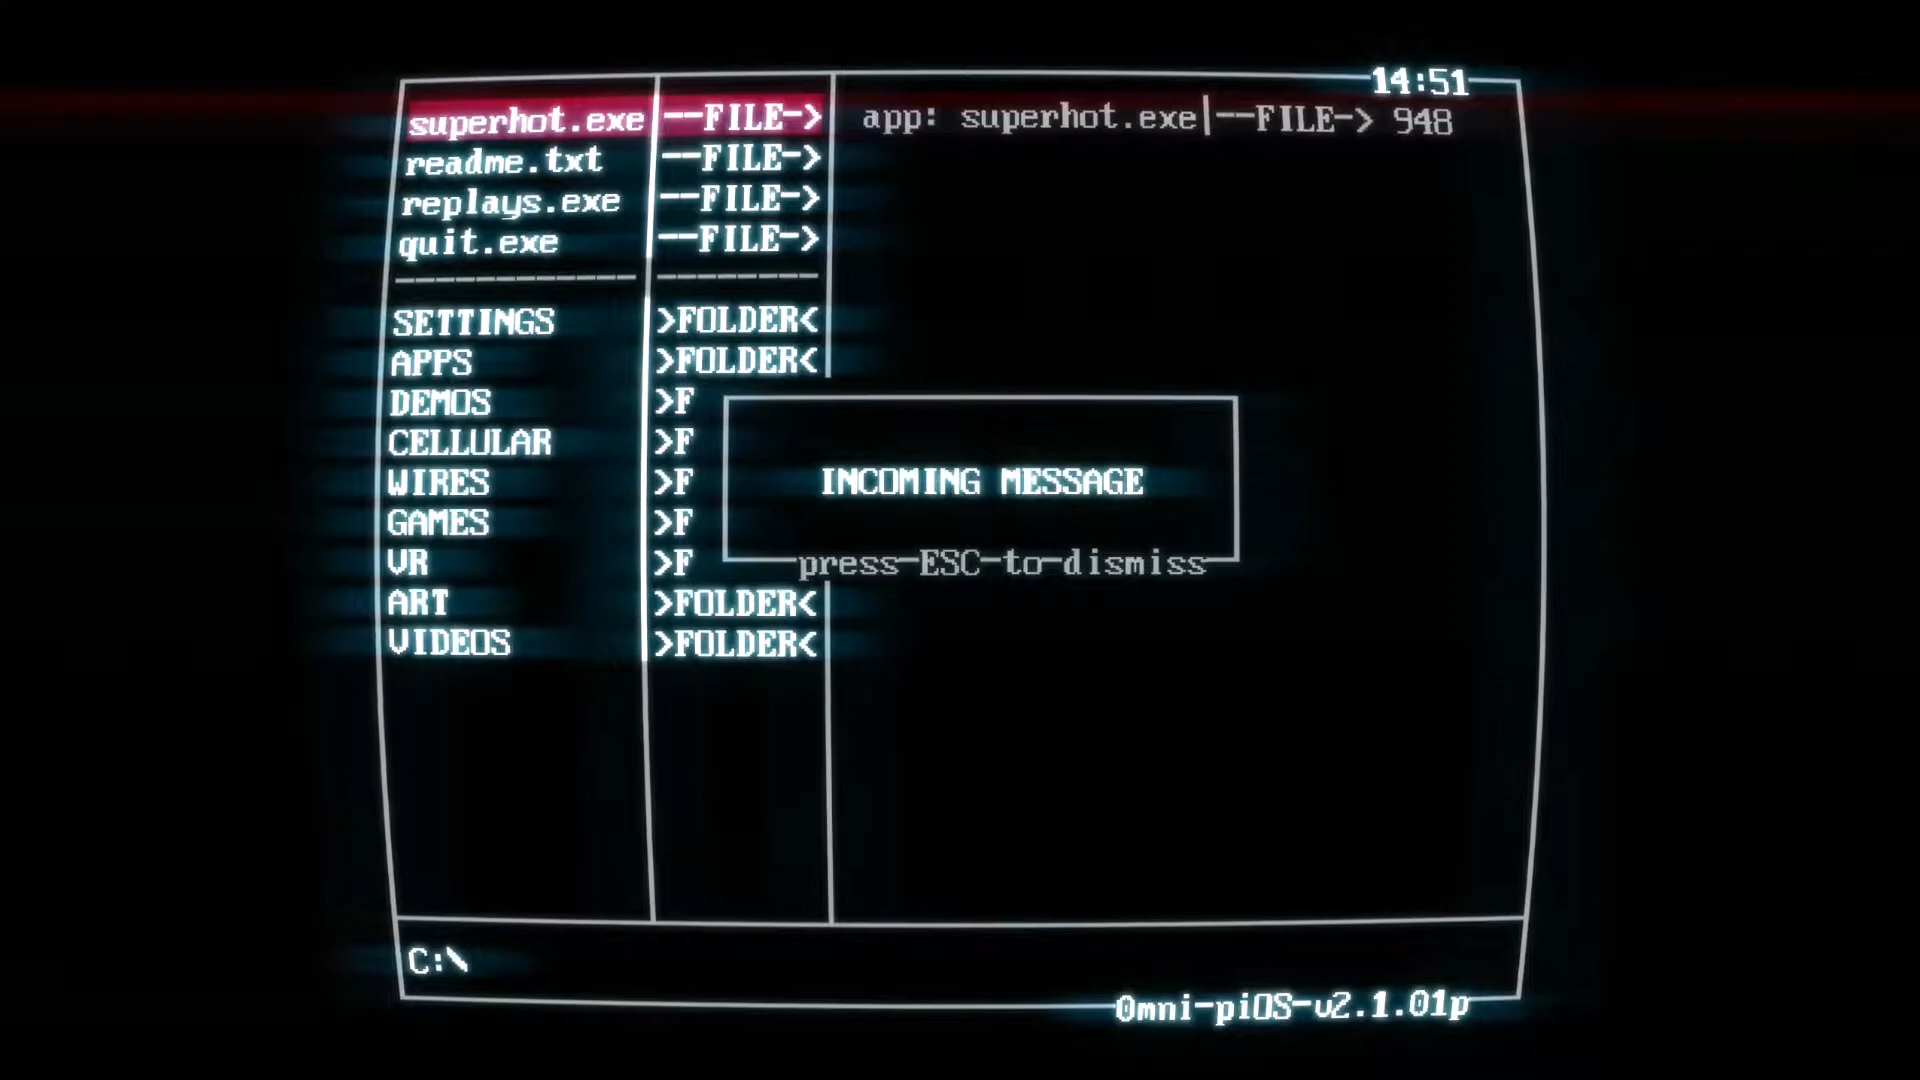 14:51
superhot.exe --FILE-> app: superhot.exe|--FILE-> 948
readme.txt --FILE->
replays.exe --FILE->
quit.exe --FILE->
SETTINGS >FOLDER<
APPS >FOLDER<
DEMOS >F
CELLULAR >F
WIRES >F
GAMES >F
VR >F
ART >FOLDER<
VIDEOS >FOLDER<
INCOMING MESSAGE
press-ESC-to-dismiss
C:\
0mni-piOS-v2.1.01p